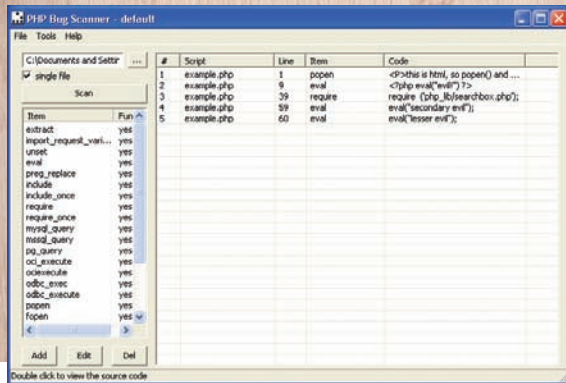 PHP Bug Scanner - default
File Tools Help
C:\Documents and Settir ...
single file
Scan
Item Fun
extract yes
import_request_vari... yes
unset yes
eval yes
preg_replace yes
include yes
include_once yes
require yes
require_once yes
mysql_query yes
mssql_query yes
pg_query yes
oci_execute yes
ociexecute yes
odbc_exec yes
odbc_execute yes
popen yes
fopen yes
Add Edit Del
# Script Line Item Code
1 example.php 1 popen <P>this is html, so popen() and ...
2 example.php 9 eval <?php eval("evil!") ?>
3 example.php 39 require require ('php_lib/searchbox.php');
4 example.php 59 eval eval("secondary evil");
5 example.php 60 eval eval("lesser evil");
Double click to view the source code